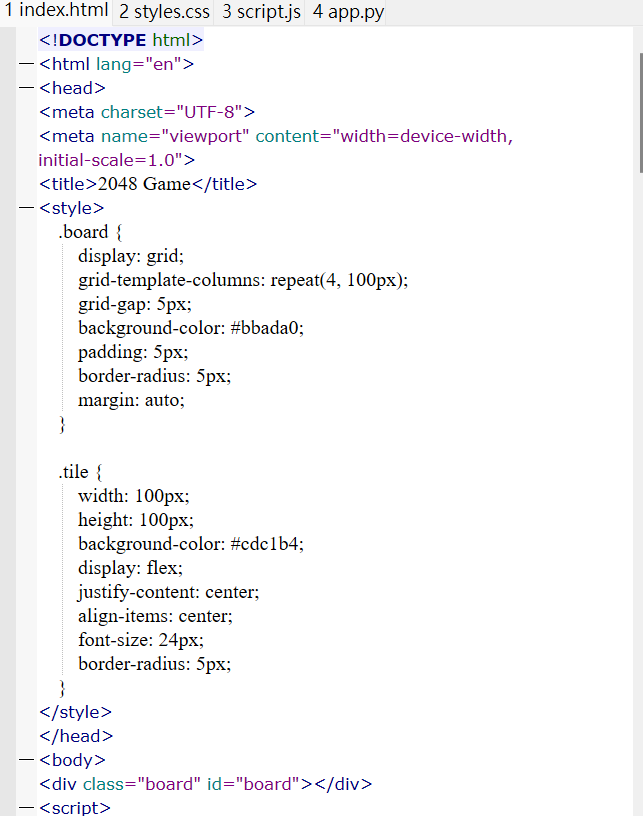 1 index.html 2 styles.css 3 script.js 4 app.py
<!DOCTYPE html>
<html lang="en">
<head>
<meta charset="UTF-8">
<meta name="viewport" content="width=device-width,
initial-scale=1.0">
<title>2048 Game</title>
<style>
.board {
display: grid;
grid-template-columns: repeat(4, 100px);
grid-gap: 5px;
background-color: #bbada0;
padding: 5px;
border-radius: 5px;
margin: auto;
}
.tile {
width: 100px;
height: 100px;
background-color: #cdc1b4;
display: flex;
justify-content: center;
align-items: center;
font-size: 24px;
border-radius: 5px;
}
</style>
</head>
<body>
<div class="board" id="board"></div>
<script>